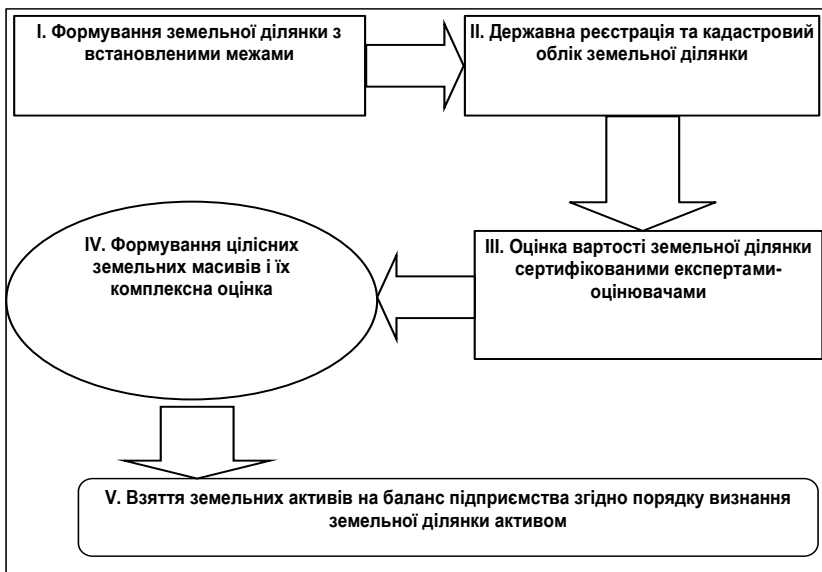 I. Формування земельної ділянки з
встановленими межами
II. Державна реєстрація та кадастровий
облік земельної ділянки
III. Оцінка вартості земельної ділянки
сертифікованими експертами-
оцінювачами
IV. Формування цілісних
земельних масивів і їх
комплексна оцінка
V. Взяття земельних активів на баланс підприємства згідно порядку визнання
земельної ділянки активом